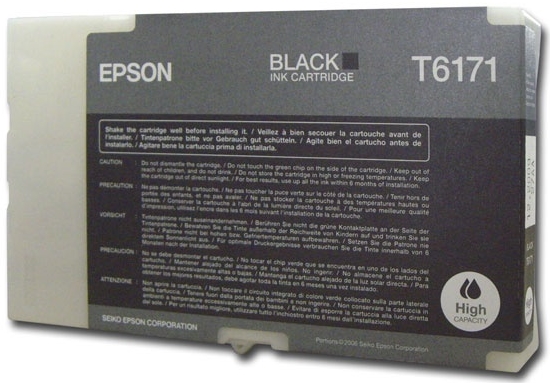 EPSON
BLACK
INK CARTRIDGE
T6171
Shake the cartridge well before installing it. / Veillez à bien secouer la cartouche avant de
l'installer. / Tintenpatrone bitte vor Gebrauch gut schütteln. / Agite bien el cartucho antes de
instalarlo. / Agitare bene la cartuccia prima di installarla.
CAUTION
Do not dismantle the cartridge. / Do not touch the green chip on the side of the cartridge. / Keep out of
reach of children, and do not drink. / Do not store the cartridge in high or freezing temperatures. / Keep
the cartridge out of direct sunlight. / For best results, use up all the ink within 6 months of installation.
PRÉCAUTION
Ne pas démonter la cartouche. / Ne pas toucher la puce verte sur le côté de la cartouche. / Tenir hors de
portée des enfants, et ne pas avaler. / Ne pas stocker la cartouche à des températures hautes ou
basses. / Conserver la cartouche à l'abri de la lumière directe du soleil. / Pour une meilleure qualité
d'impression, utilisez l'encre dans les 6 mois suivant l'installation de la cartouche.
VORSICHT
Tintenpatrone nicht auseinandernehmen. / Berühren Sie nicht die grüne Kontaktplatte an der Seite der
Tintenpatrone. / Bewahren Sie die Tinte außerhalb der Reichweite von Kindern auf und trinken Sie sie
nicht. / Patrone nicht bei hohen bzw. Gefriertemperaturen aufbewahren. / Setzen Sie die Patrone nie
direktem Sonnenlicht aus. / Für optimale Druckergebnisse verbrauchen Sie die Tinte innerhalb von 6
Monaten nach der Installation.
PRECAUCIÓN
No se debe desmontar el cartucho. / No tocar el chip verde que se encuentra en uno de los lados del
cartucho. / Mantener alejado del alcance de los niños. No ingerir. / No almacene el cartucho a
temperaturas excesivamente altas o bajas. / Mantenga el cartucho alejado de la luz solar directa. / Para
obtener los mejores resultados, debe agotar toda la tinta en 6 meses una vez instalado el cartucho.
ATTENZIONE
Non aprire la cartuccia. / Non toccare il circuito integrato di colore verde collocato sulla parte laterale
della cartuccia. / Tenere fuori dalla portata dei bambini e non ingerire. / Non conservare la cartuccia in
ambienti a temperature eccessivamente alta o bassa. / Evitare di esporre la cartuccia alla luce diretta
del sole. / Per un risultato migliore, utilizzare tutto l'inchiostro entro 6 mesi dall'installazione.
SEIKO EPSON CORPORATION
Portions©2006 Seiko Epson Corporation
High
CAPACITY
T6171